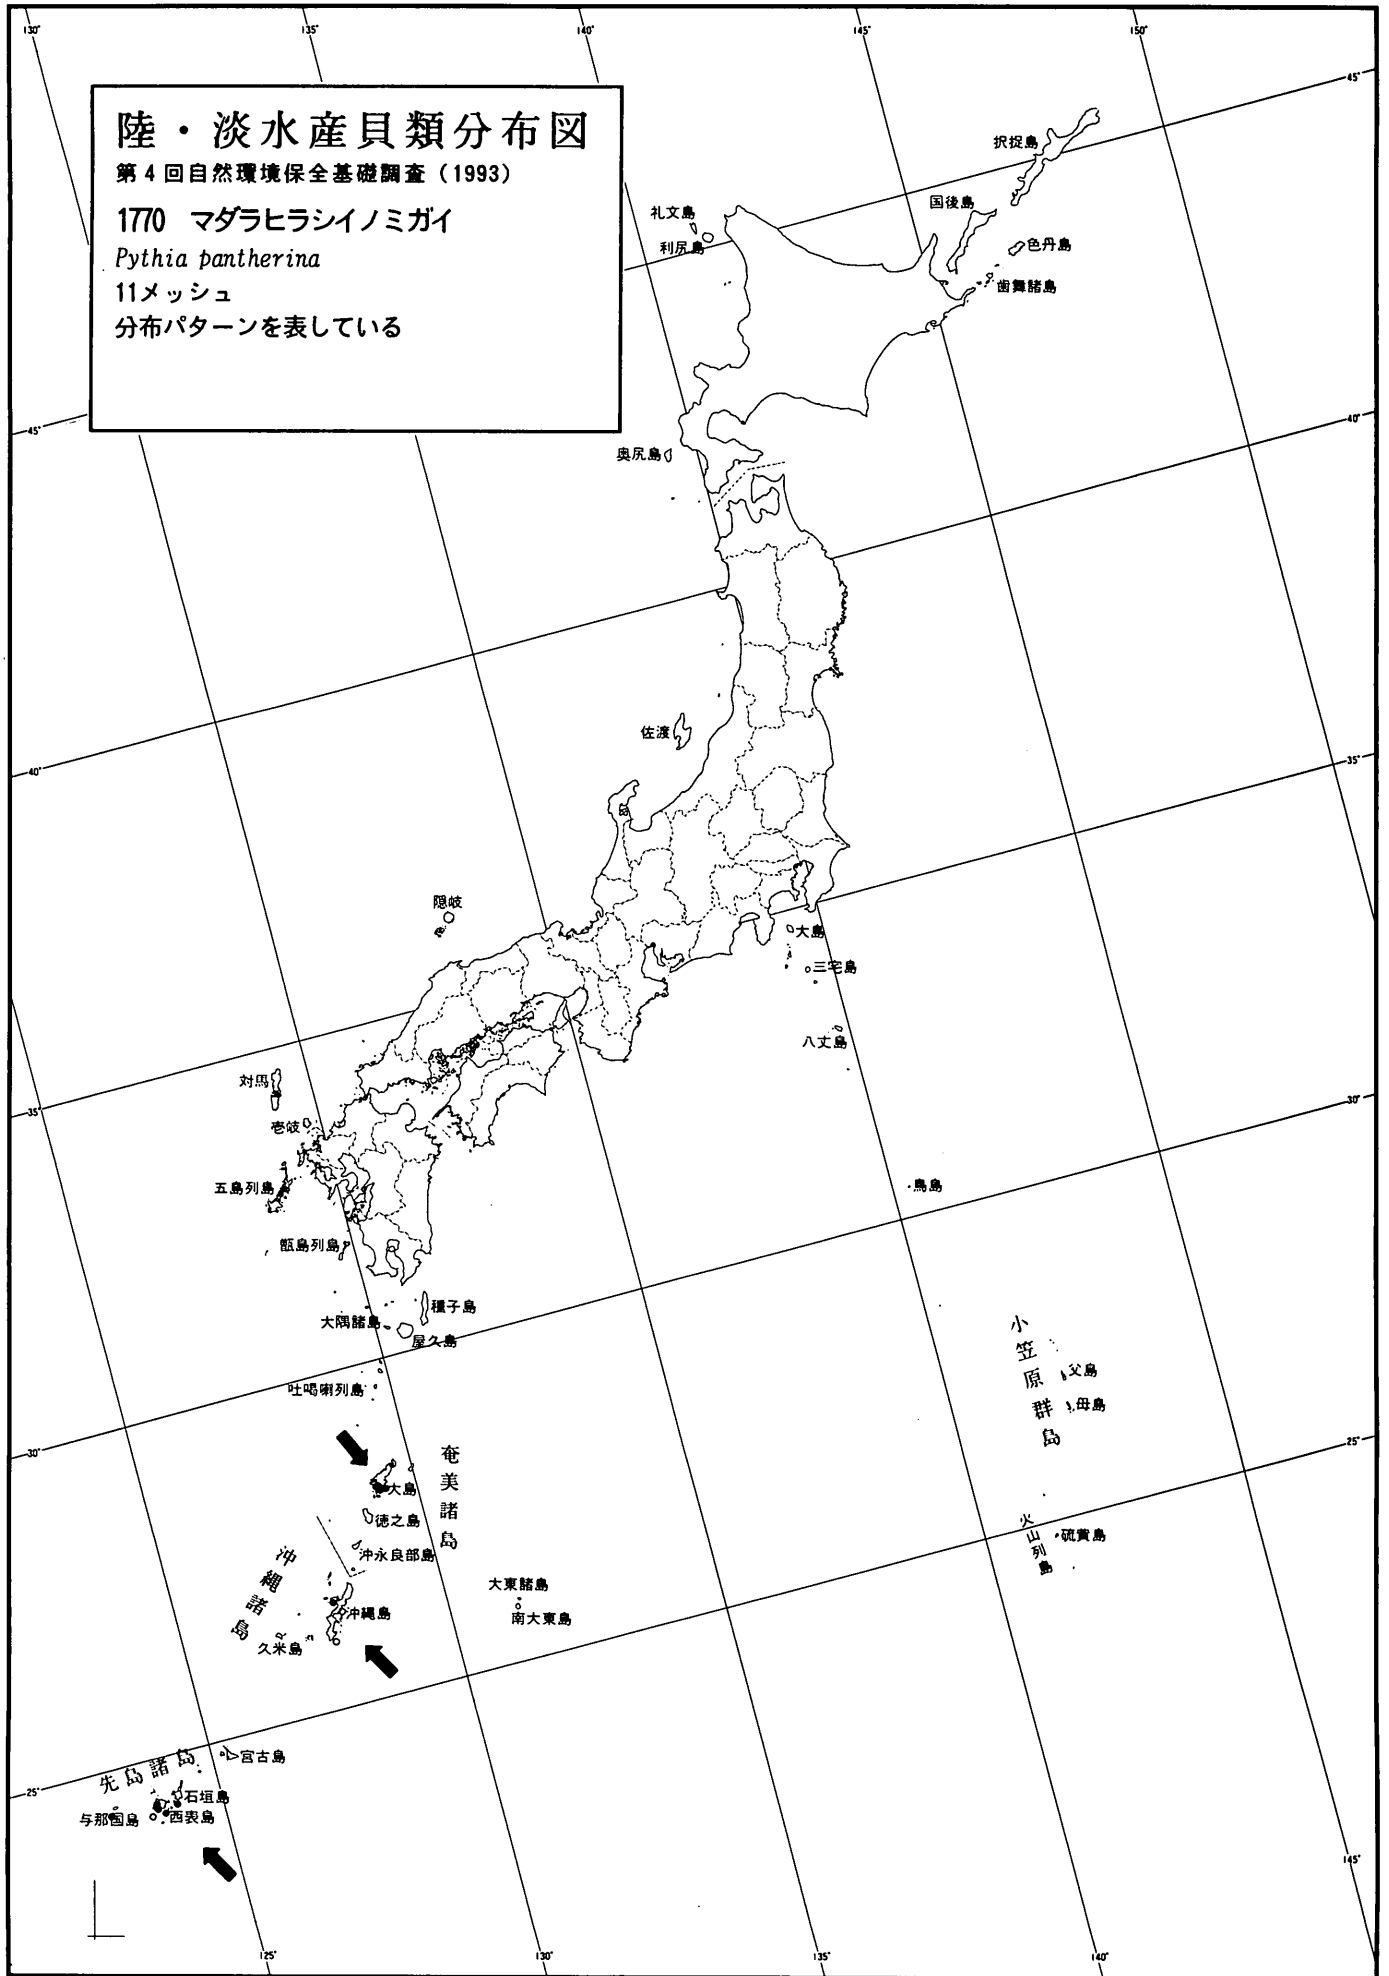 130°
135°
140°
145°
150°
陸・淡水産貝類分布図
第4回自然環境保全基礎調査(1993)
1770 マダラヒラシイノミガイ
Pythia pantherina
11メッシュ
分布パターンを表している
45°
択捉島
国後島
色丹島
歯舞諸島
礼文島
利尻島
45°
40°
奥尻島
佐渡
40°
35°
隠岐
大島
三宅島
八丈島
対馬
壱岐
35°
30°
五島列島
鳥島
甑島列島
種子島
大隅諸島
屋久島
吐噶喇列島
小笠原群島
父島
母島
30°
25°
奄美諸島
大島
徳之島
沖永良部島
火山列島
硫黄島
沖縄諸島
沖縄島
久米島
大東諸島
南大東島
先島諸島
宮古島
25°
石垣島
西表島
与那国島
145°
125°
130°
135°
140°